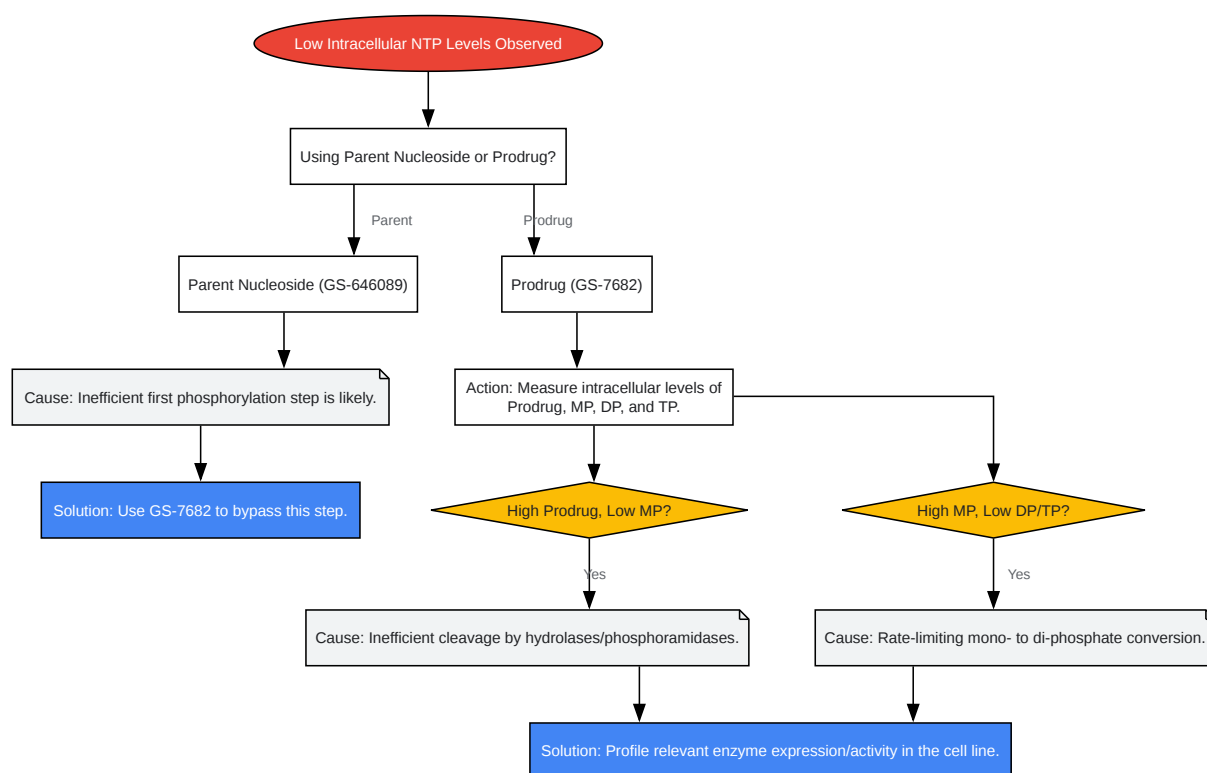 Low Intracellular NTP Levels Observed
Using Parent Nucleoside or Prodrug?
Parent
Prodrug
Parent Nucleoside (GS-646089)
Prodrug (GS-7682)
Cause: Inefficient first phosphorylation step is likely.
Action: Measure intracellular levels of
Prodrug, MP, DP, and TP.
Solution: Use GS-7682 to bypass this step.
High Prodrug, Low MP?
High MP, Low DP/TP?
Yes
Yes
Cause: Inefficient cleavage by hydrolases/phosphoramidases.
Cause: Rate-limiting mono- to di-phosphate conversion.
Solution: Profile relevant enzyme expression/activity in the cell line.